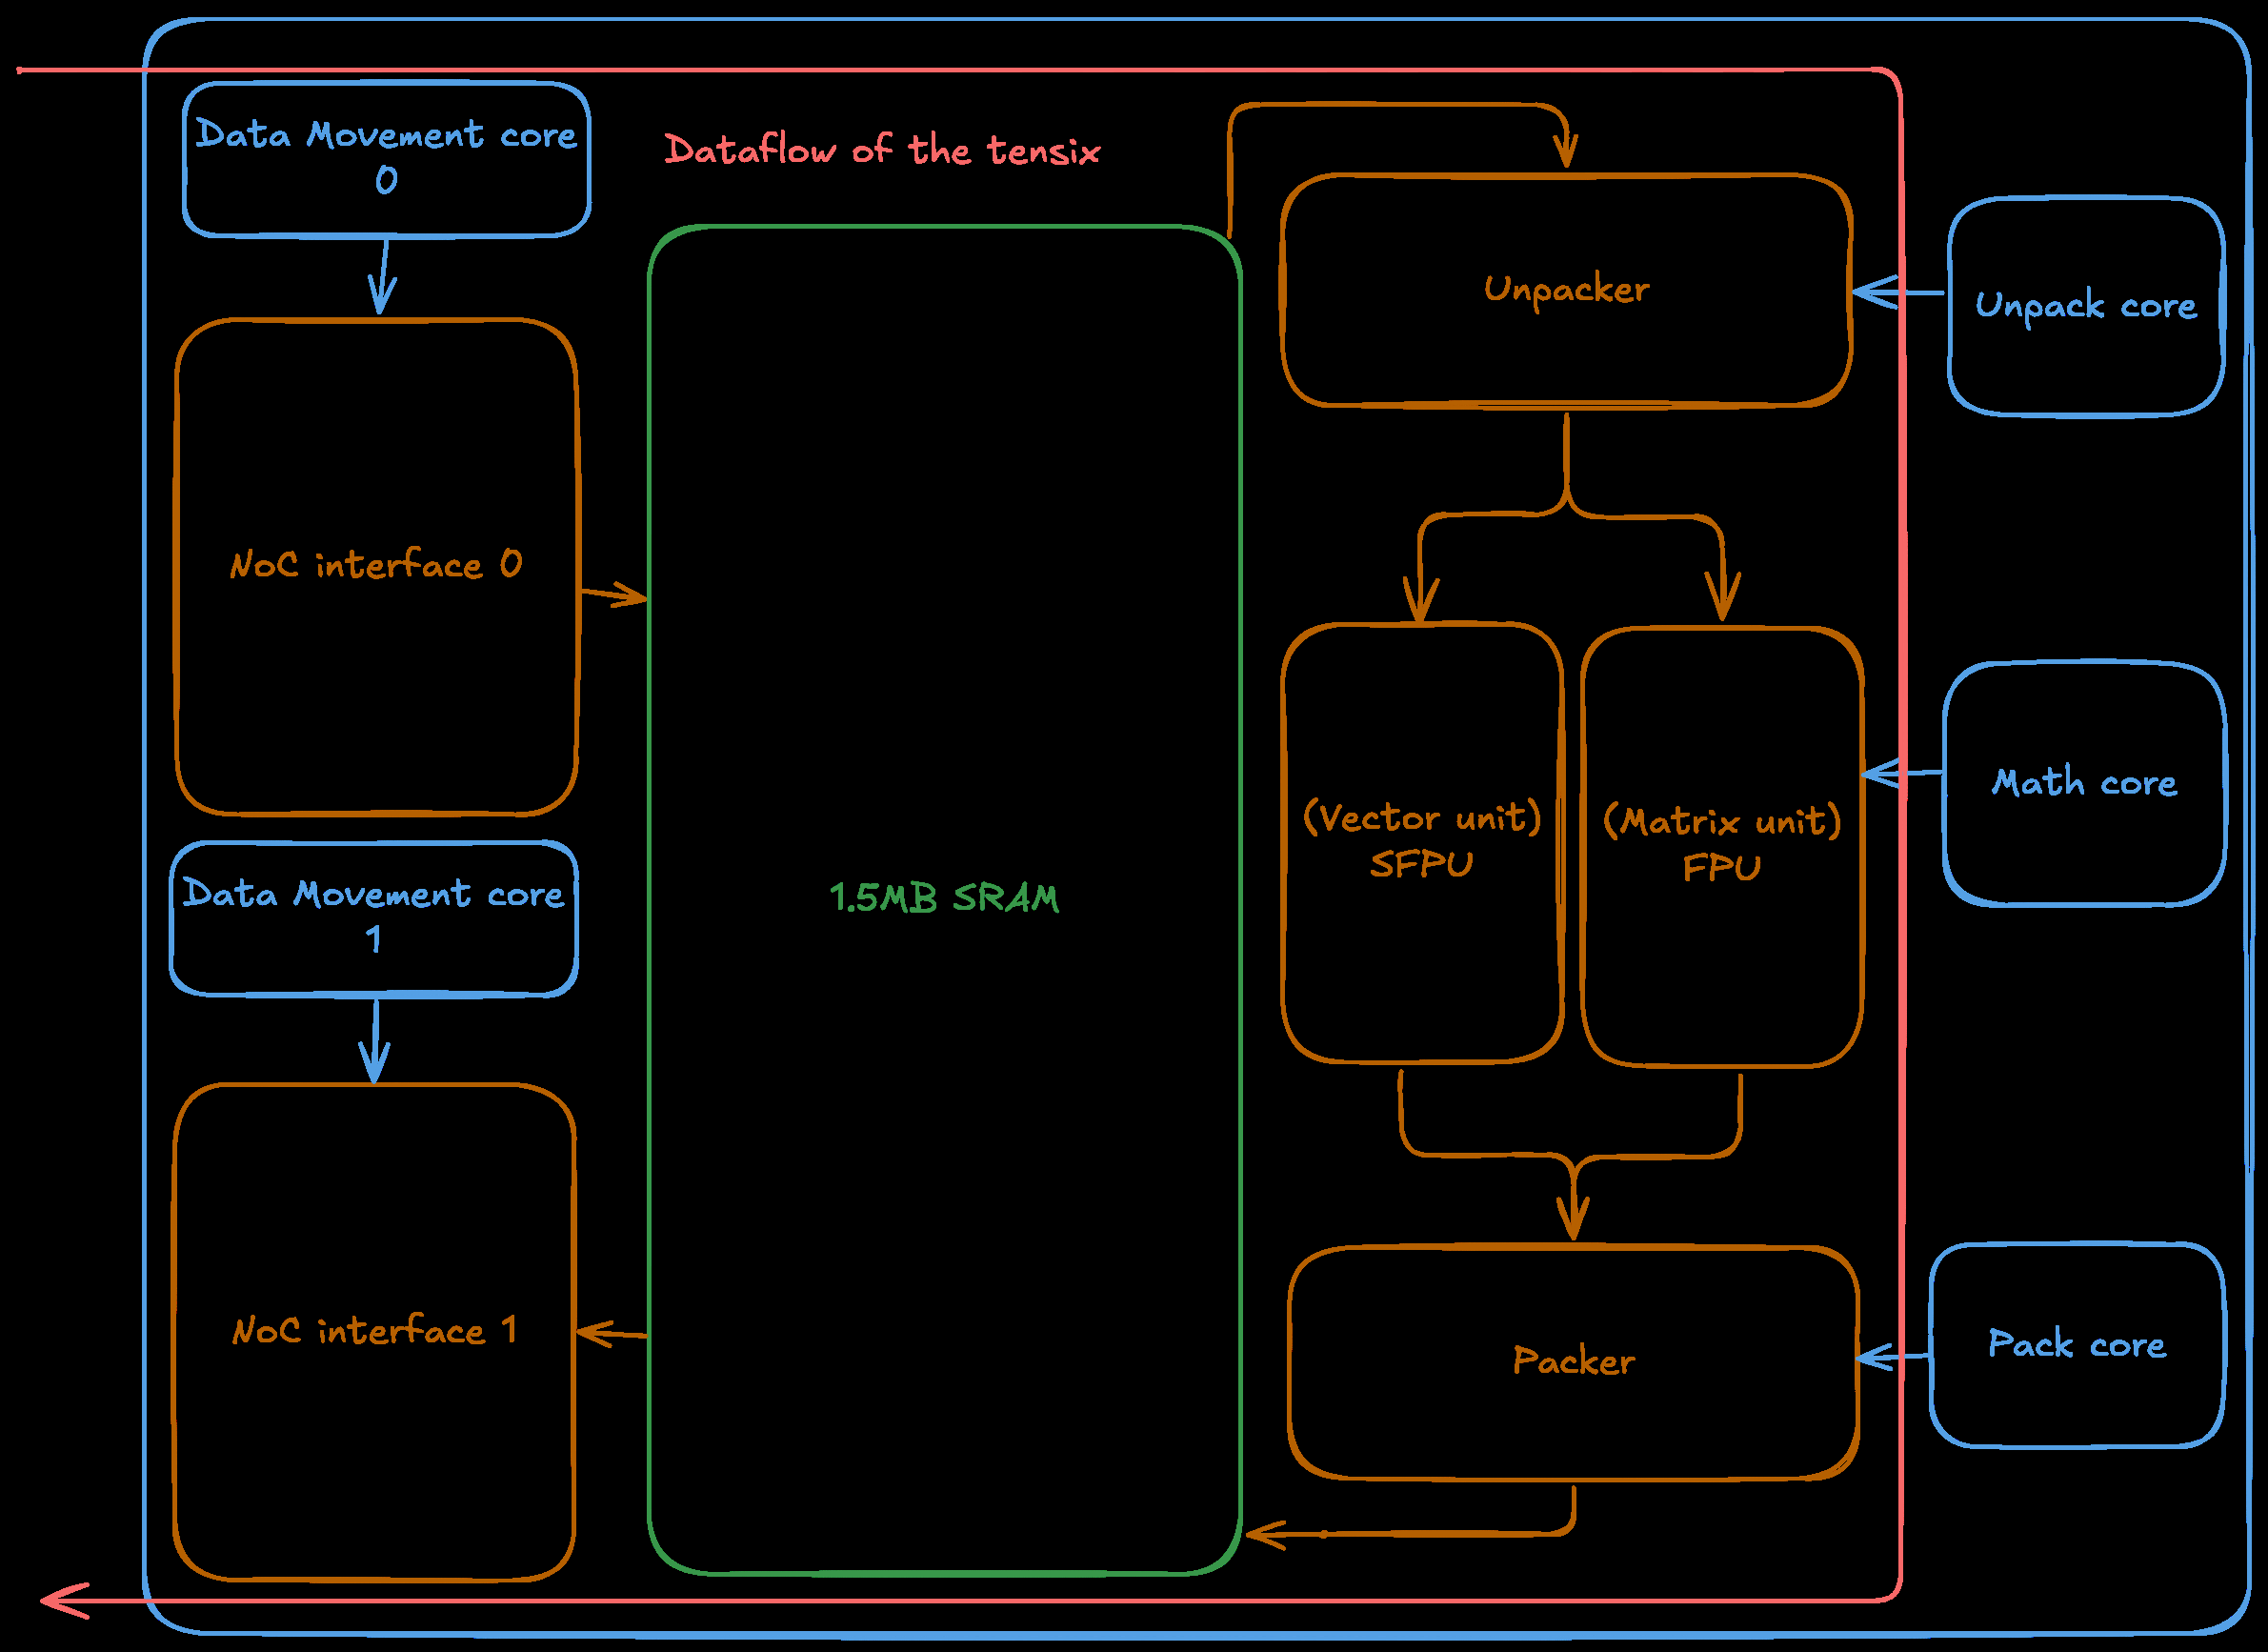 Data Movement core
0
Dataflow of the tensix
Unpacker
Unpack core
NoC interface 0
(Vector unit)
SFPU
(Matrix unit)
FPU
Math core
1.5MB SRAM
Data Movement core
1
NoC interface 1
Packer
Pack core